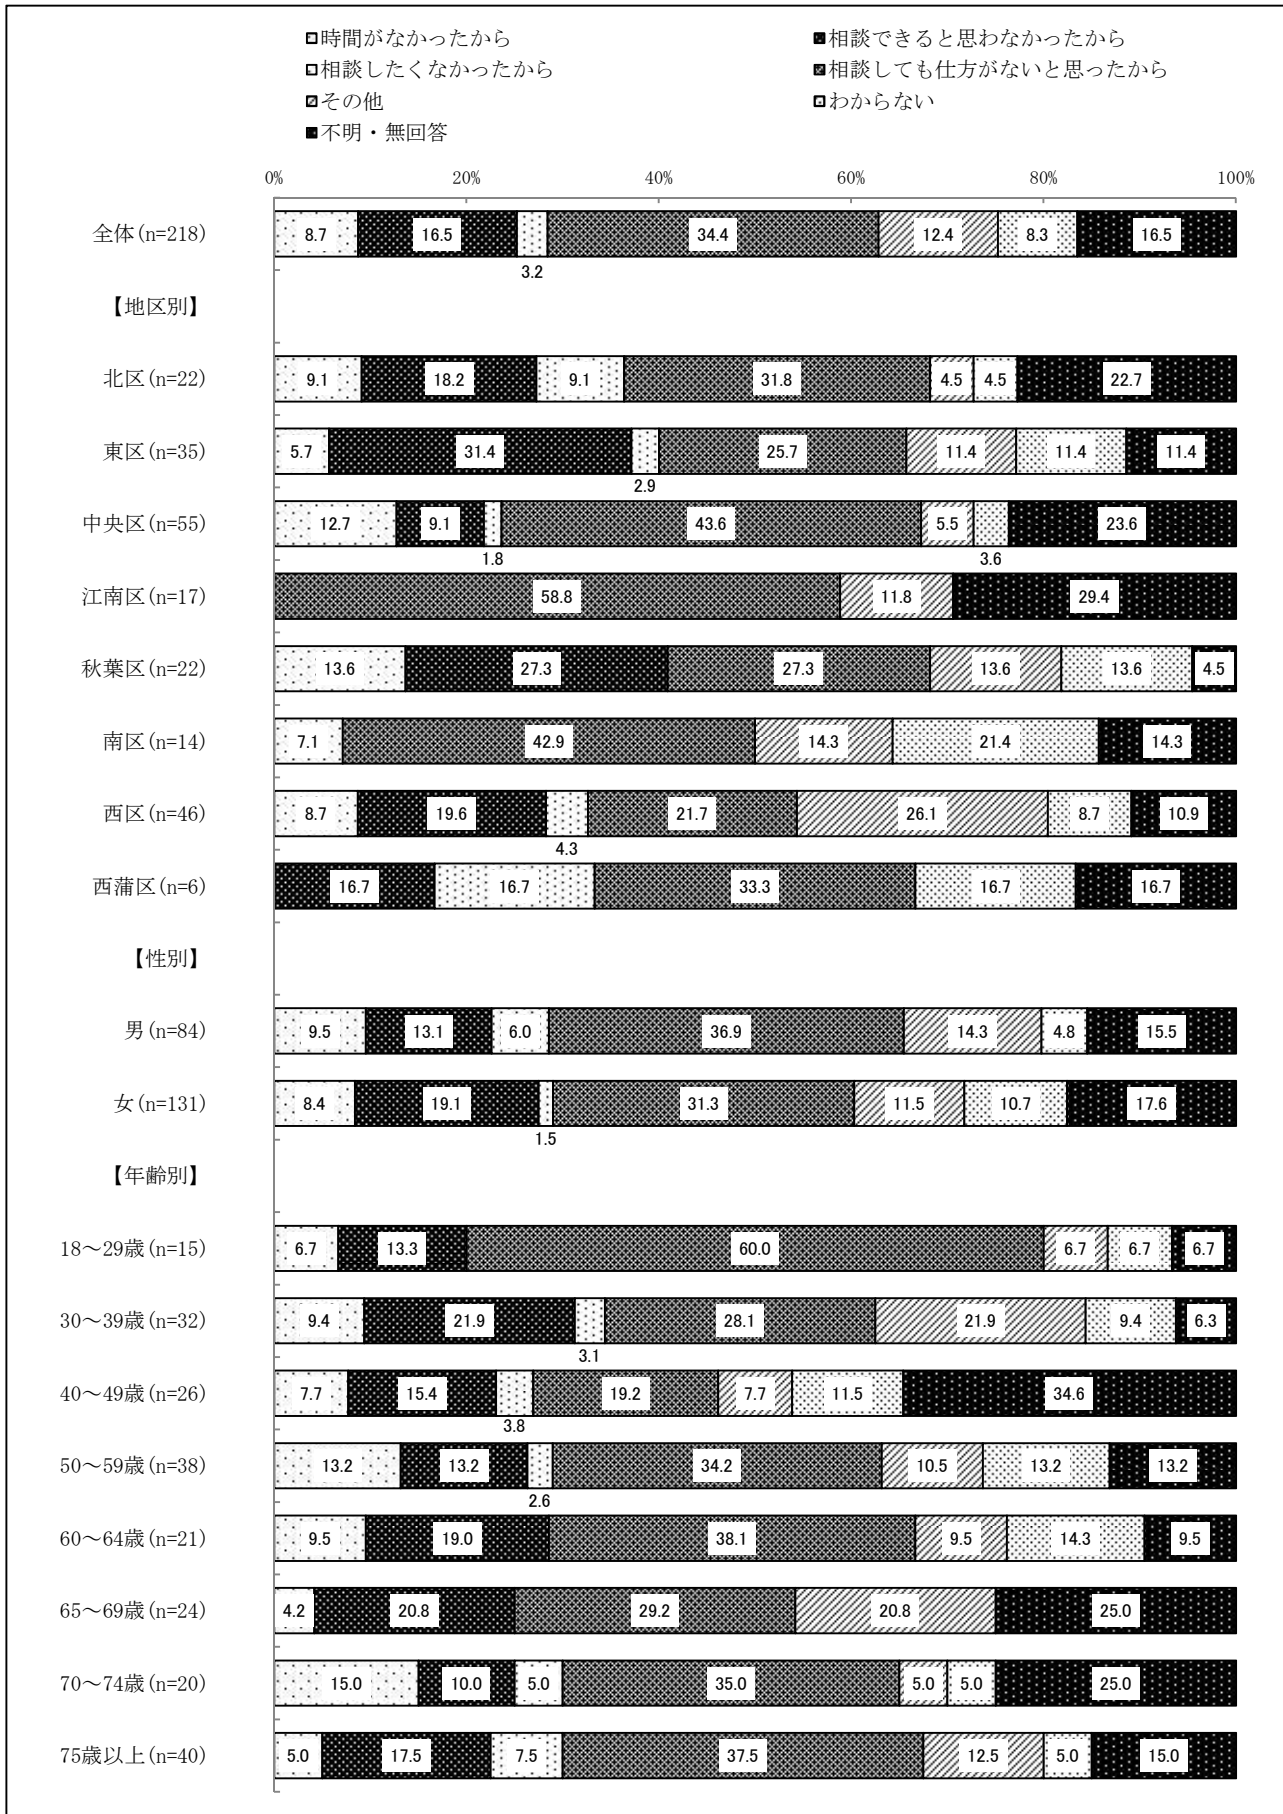 時間がなかったから 相談できると思わなかったから
相談したくなかったから 相談しても仕方がないと思ったから
その他 わからない
不明・無回答
0% 20% 40% 60% 80% 100%
全体(n=218) 8.7 16.5 34.4 12.4 8.3 16.5
3.2
【地区別】
北区(n=22) 9.1 18.2 9.1 31.8 4.5 4.5 22.7
東区(n=35) 5.7 31.4 25.7 11.4 11.4 11.4
2.9
中央区(n=55) 12.7 9.1 43.6 5.5 23.6
1.8 3.6
江南区(n=17) 58.8 11.8 29.4
秋葉区(n=22) 13.6 27.3 27.3 13.6 13.6 4.5
南区(n=14) 7.1 42.9 14.3 21.4 14.3
西区(n=46) 8.7 19.6 21.7 26.1 8.7 10.9
4.3
西蒲区(n=6) 16.7 16.7 33.3 16.7 16.7
【性別】
男(n=84) 9.5 13.1 6.0 36.9 14.3 4.8 15.5
女(n=131) 8.4 19.1 31.3 11.5 10.7 17.6
1.5
【年齢別】
18～29歳(n=15) 6.7 13.3 60.0 6.7 6.7 6.7
30～39歳(n=32) 9.4 21.9 28.1 21.9 9.4 6.3
3.1
40～49歳(n=26) 7.7 15.4 19.2 7.7 11.5 34.6
3.8
50～59歳(n=38) 13.2 13.2 34.2 10.5 13.2 13.2
2.6
60～64歳(n=21) 9.5 19.0 38.1 9.5 14.3 9.5
65～69歳(n=24) 4.2 20.8 29.2 20.8 25.0
70～74歳(n=20) 15.0 10.0 5.0 35.0 5.0 5.0 25.0
75歳以上(n=40) 5.0 17.5 7.5 37.5 12.5 5.0 15.0